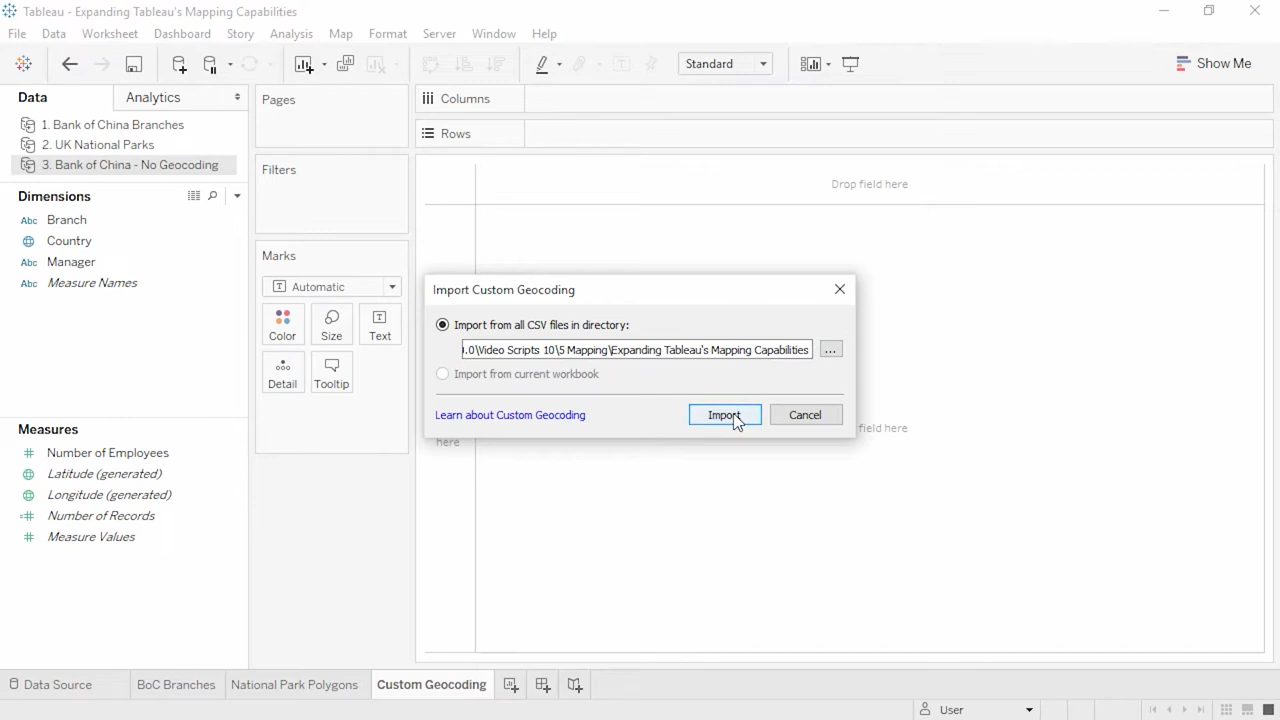 Tableau - Expanding Tableau's Mapping Capabilities
File Data Worksheet Dashboard Story Analysis Map Format Server Window Help
Standard
Show Me
Data
Analytics
1. Bank of China Branches
2. UK National Parks
3. Bank of China - No Geocoding
Dimensions
Abc Branch
Country
Abc Manager
Abc Measure Names
Measures
Number of Employees
Latitude (generated)
Longitude (generated)
Number of Records
Measure Values
Pages
Filters
Marks
Automatic
Color
Size
Text
Detail
Tooltip
Columns
Rows
Drop field here
Import Custom Geocoding
Import from all CSV files in directory:
.0\Video Scripts 10\5 Mapping\Expanding Tableau's Mapping Capabilities
...
Import from current workbook
Learn about Custom Geocoding
Import
Cancel
here
field here
Data Source
BoC Branches
National Park Polygons
Custom Geocoding
User